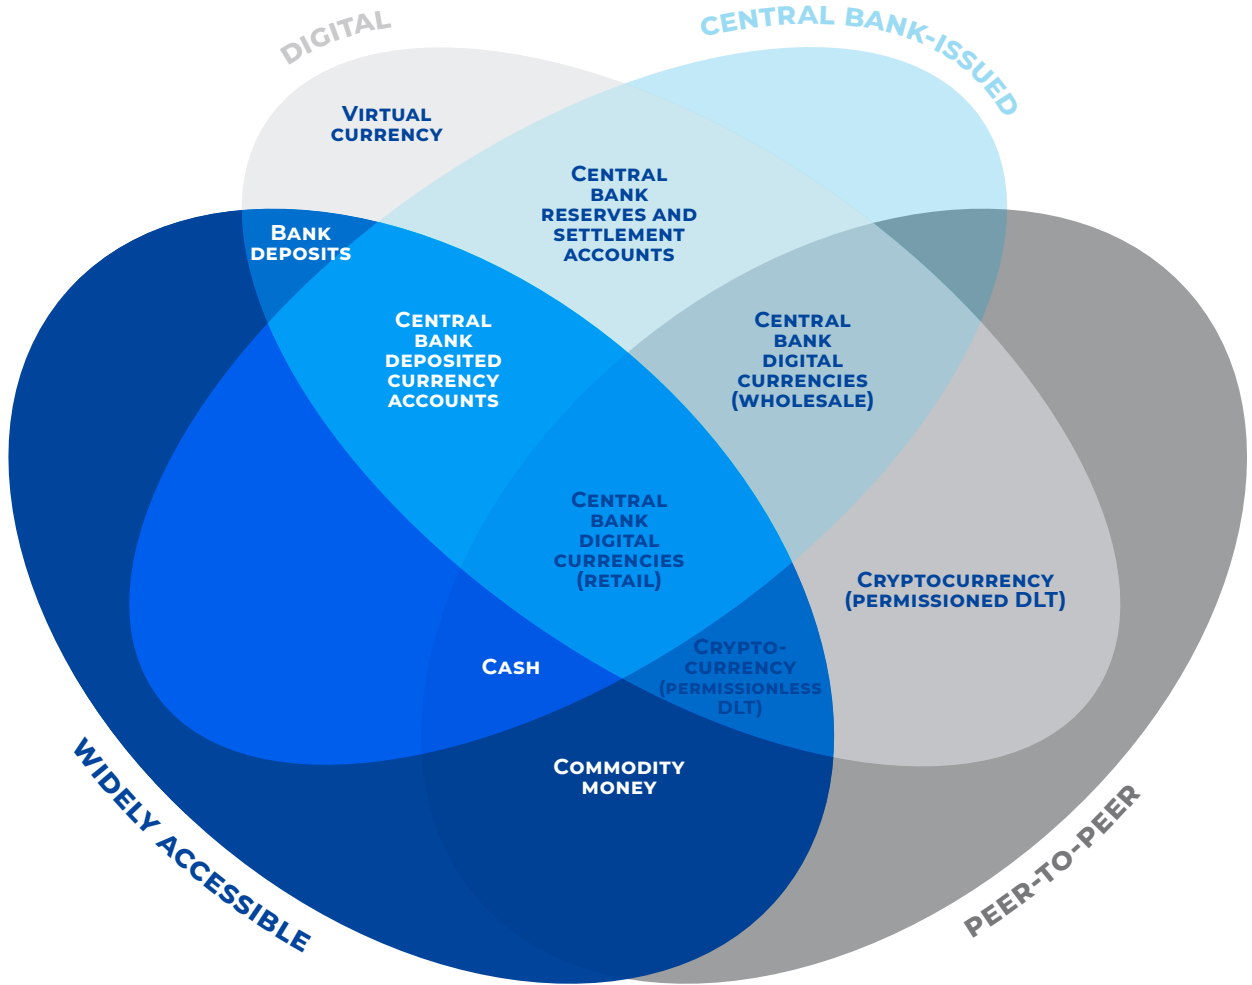 DIGITAL
CENTRAL BANK-ISSUED
VIRTUAL
CURRENCY
CENTRAL
BANK
RESERVES AND
SETTLEMENT
ACCOUNTS
BANK
DEPOSITS
CENTRAL
BANK
DEPOSITED
CURRENCY
ACCOUNTS
CENTRAL
BANK
DIGITAL
CURRENCIES
(WHOLESALE)
CENTRAL
BANK
DIGITAL
CURRENCIES
(RETAIL)
CRYPTOCURRENCY
(PERMISSIONED DLT)
CASH
CRYPTO-
CURRENCY
(PERMISSIONLESS
DLT)
COMMODITY
MONEY
WIDELY ACCESSIBLE
PEER-TO-PEER